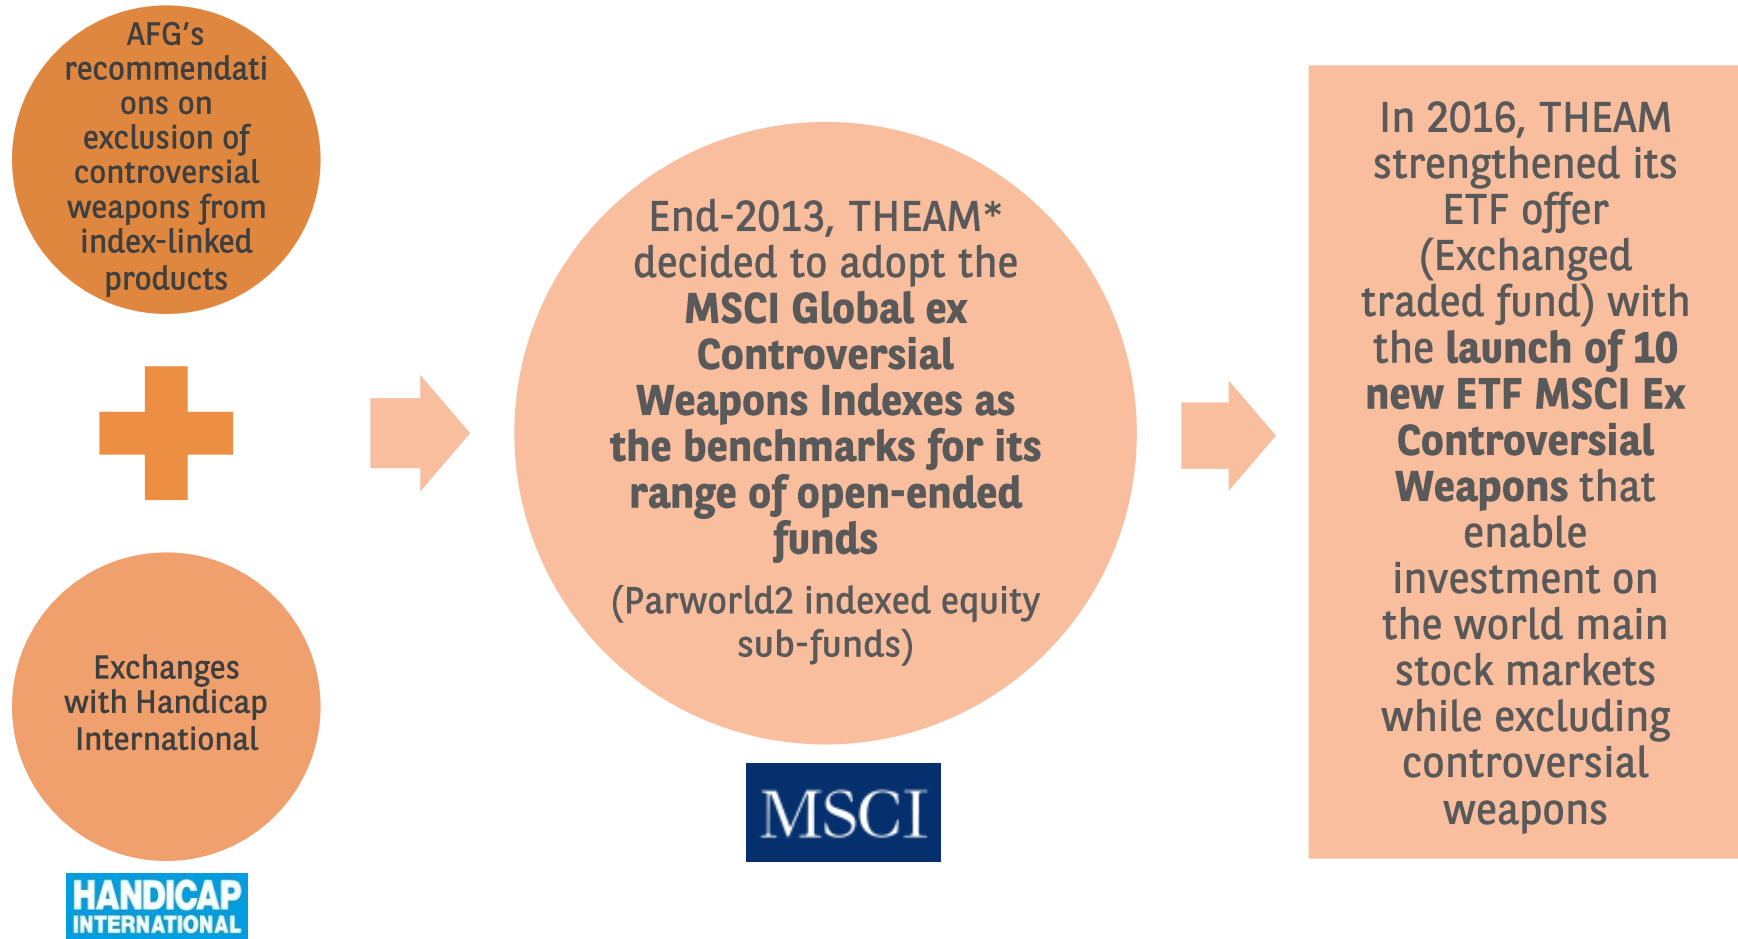 AFG's
recommendati
ons on
exclusion of
controversial
weapons from
index-linked
products
Exchanges
with Handicap
International
HANDICAP
INTERNATIONAL
End-2013, THEAM*
decided to adopt the
MSCI Global ex
Controversial
Weapons Indexes as
the benchmarks for its
range of open-ended
funds
(Parworld2 indexed equity
sub-funds)
MSCI
In 2016, THEAM
strengthened its
ETF offer
(Exchanged
traded fund) with
the launch of 10
new ETF MSCI Ex
Controversial
Weapons that
enable
investment on
the world main
stock markets
while excluding
controversial
weapons